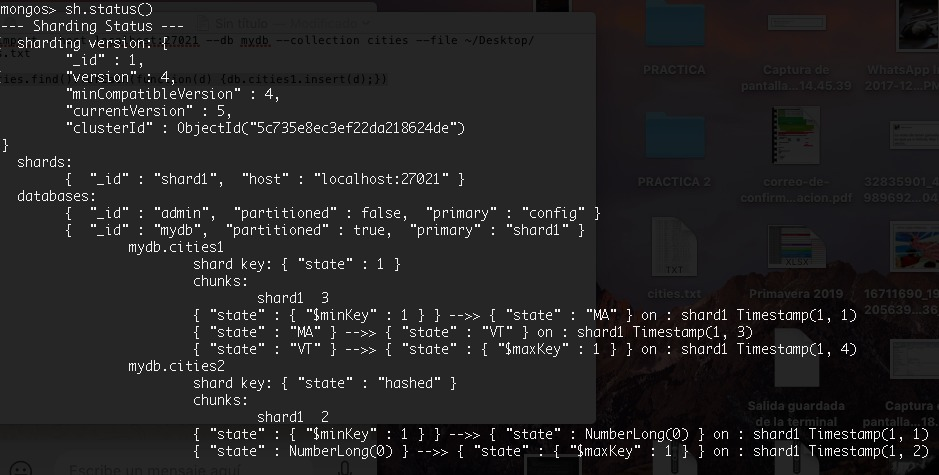 mongos> sh.status()
--- Sharding Status ---
Sin título —
:27021 --db mydb --collection cities --file ~/Desktop/
.txt
sharding version: {
"_id" : 1,
"version" : 4,
"minCompatibleVersion" : 4,
"currentVersion" : 5,
"clusterId" : ObjectId("5c735e8ec3ef22da218624de")
}
ies.find()
(d) {db.cities1.insert(d);})
shards:
{  "_id" : "shard1",  "host" : "localhost:27021" }
databases:
{  "_id" : "admin",  "partitioned" : false,  "primary" : "config" }
{  "_id" : "mydb",  "partitioned" : true,  "primary" : "shard1" }
mydb.cities1
shard key: { "state" : 1 }
chunks:
shard1  3
{ "state" : { "$minKey" : 1 } } -->> { "state" : "MA" } on : shard1 Timestamp(1, 1)
{ "state" : "MA" } -->> { "state" : "VT" } on : shard1 Timestamp(1, 3)
{ "state" : "VT" } -->> { "state" : { "$maxKey" : 1 } } on : shard1 Timestamp(1, 4)
mydb.cities2
shard key: { "state" : "hashed" }
chunks:
shard1  2
{ "state" : { "$minKey" : 1 } } -->> { "state" : NumberLong(0) } on : shard1 Timestamp(1, 1)
{ "state" : NumberLong(0) } -->> { "state" : { "$maxKey" : 1 } } on : shard1 Timestamp(1, 2)
PRACTICA
Captura de
pantalla...14.45.39
WhatsApp I
2017-12...PM
PRACTICA 2
correo-de-
confirm...acion.pdf
32835901_4
989692...04
TXT
cities.txt
XLSX
Primavera 2019
16711690_19
205639...36
Salida guardada
de la terminal
Captura
pantalla...18.
Escribe un mensaje aquí